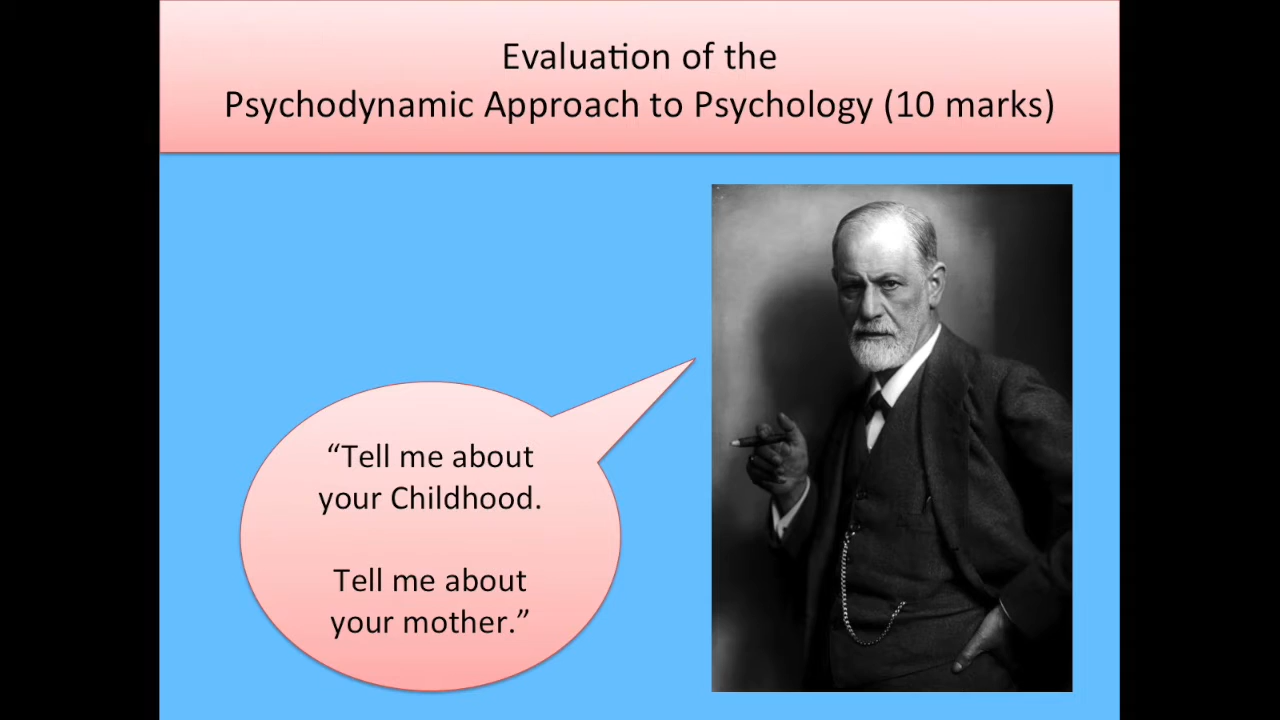 Evaluation of the
Psychodynamic Approach to Psychology (10 marks)
“Tell me about
your Childhood.
Tell me about
your mother.”